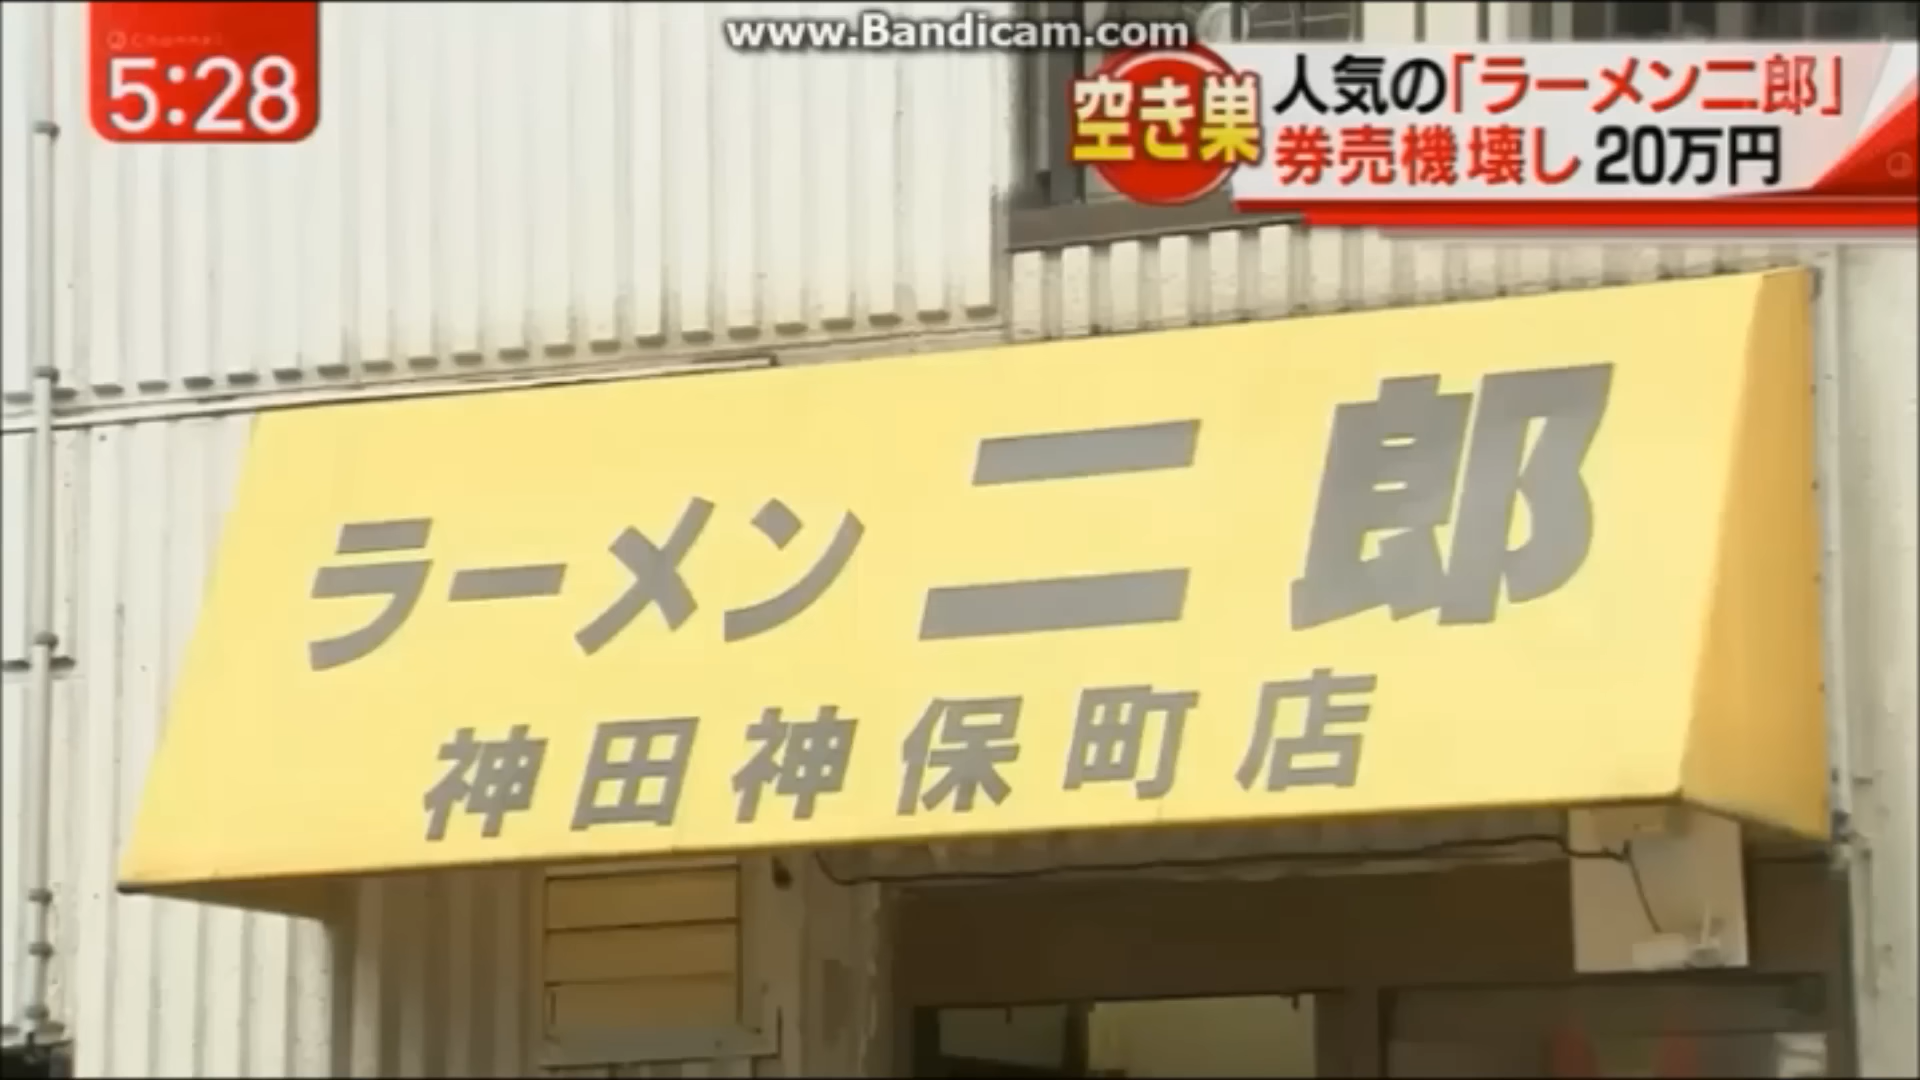 www.Bandicam.com
5:28
空き巣
人気の「ラーメン二郎」
券売機壊し 20万円
ラーメン二郎
神田神保町店